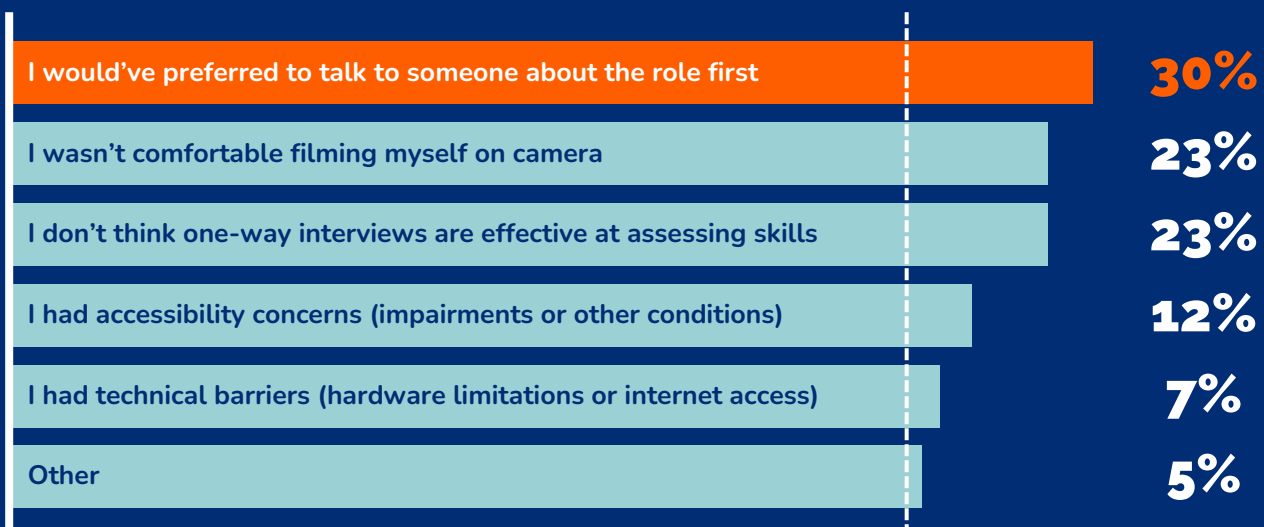 I would’ve preferred to talk to someone about the role first 30%
I wasn’t comfortable filming myself on camera 23%
I don’t think one-way interviews are effective at assessing skills 23%
I had accessibility concerns (impairments or other conditions) 12%
I had technical barriers (hardware limitations or internet access) 7%
Other 5%